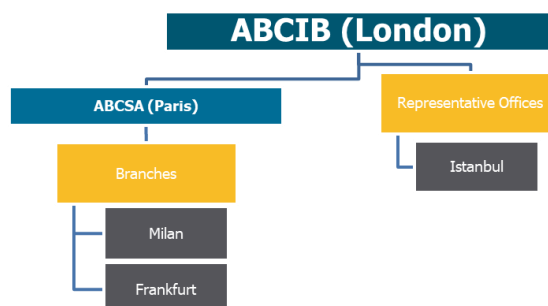 ABCIB (London)
ABCSA (Paris)
Representative Offices
Branches
Istanbul
Milan
Frankfurt